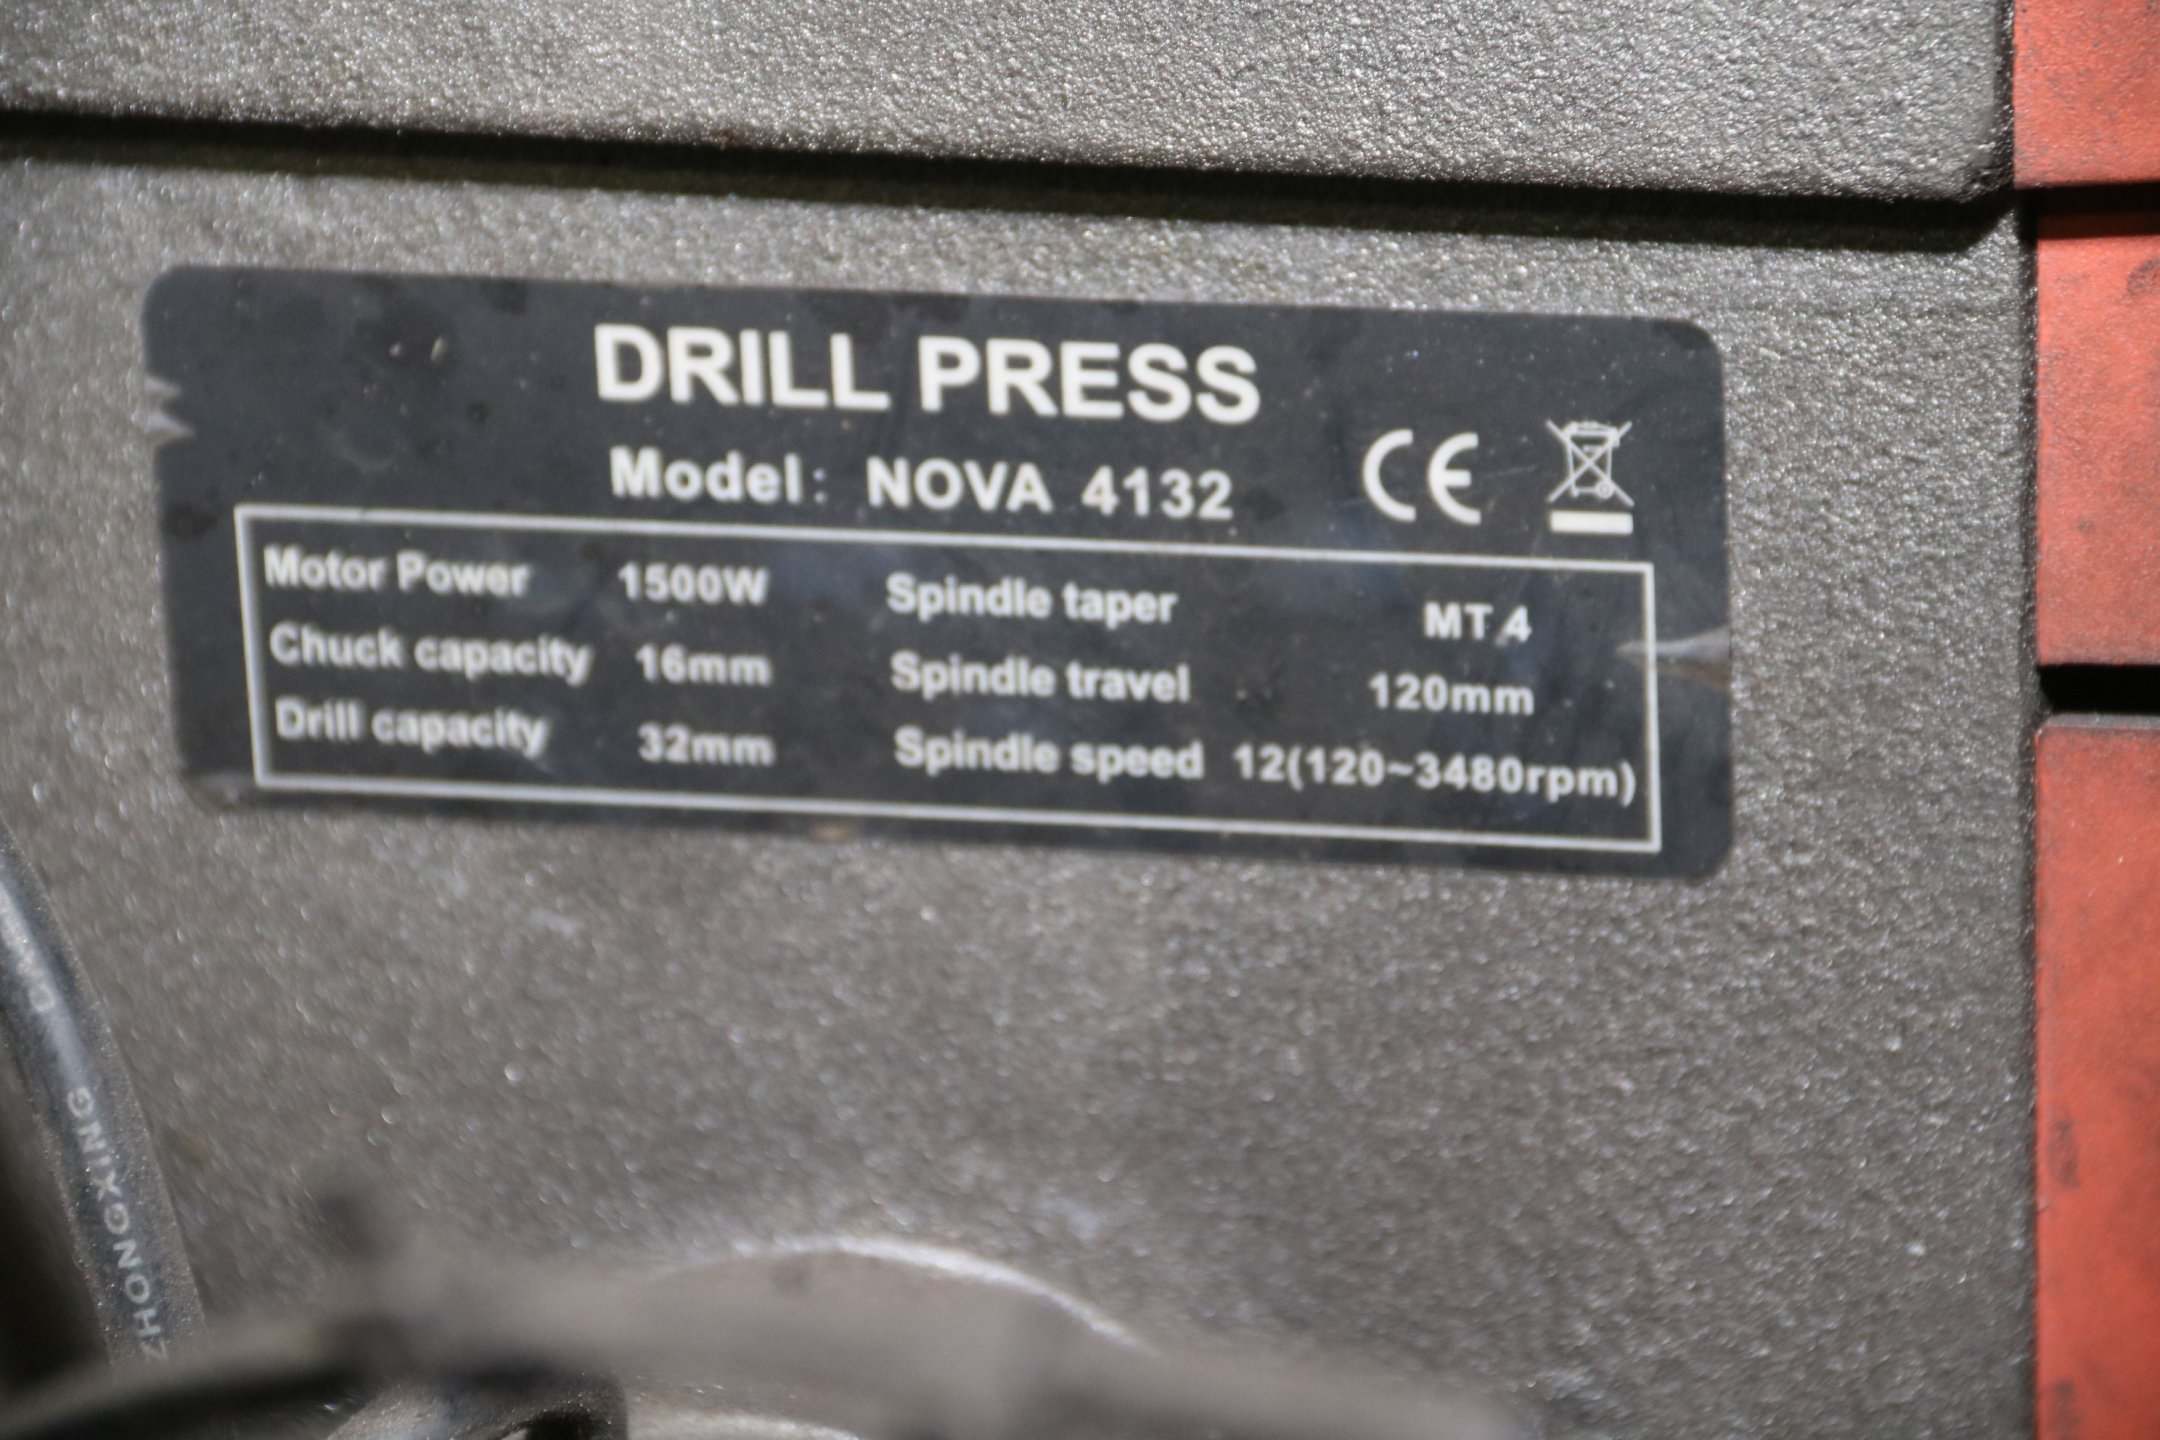 DRILL PRESS
Model: NOVA 4132
CE
Motor Power 1500W Spindle taper MT 4
Chuck capacity 16mm Spindle travel 120mm
Drill capacity 32mm Spindle speed 12(120~3480rpm)
ZHONGXING